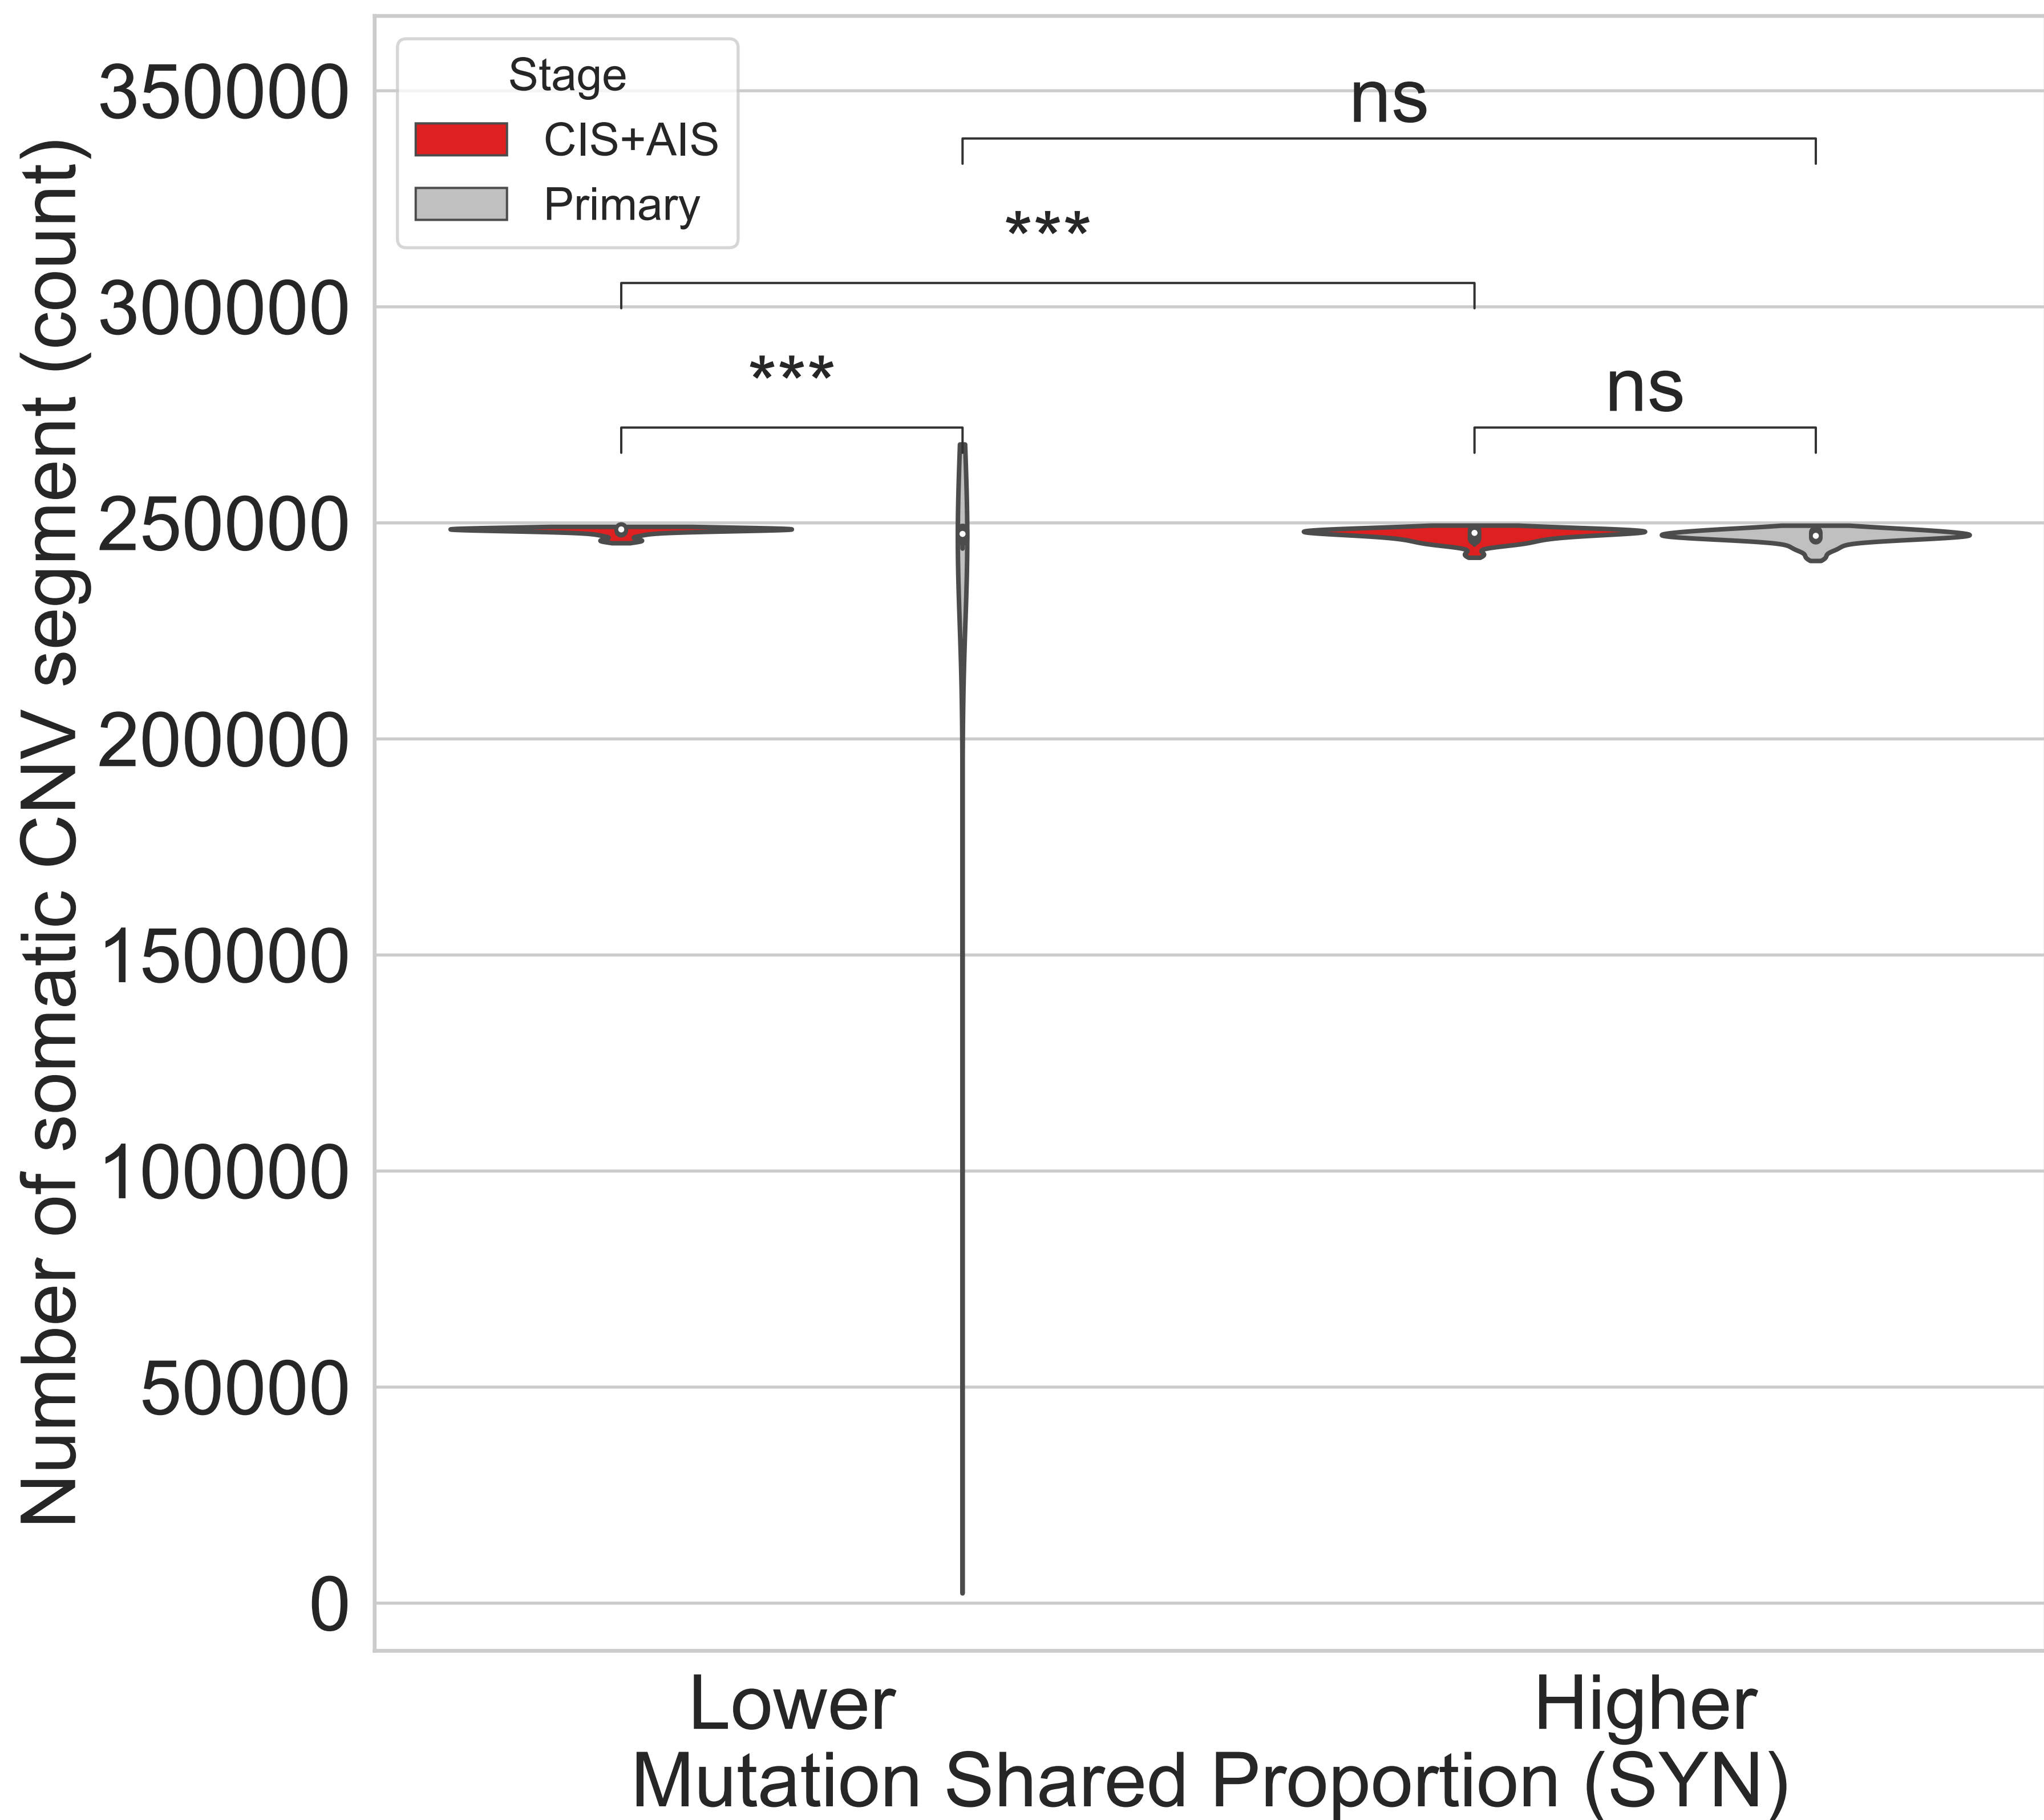 Number of somatic CNV segment (count)
350000
300000
250000
200000
150000
100000
50000
0
Stage
CIS+AIS
Primary
ns
***
***
ns
Lower
Higher
Mutation Shared Proportion (SYN)